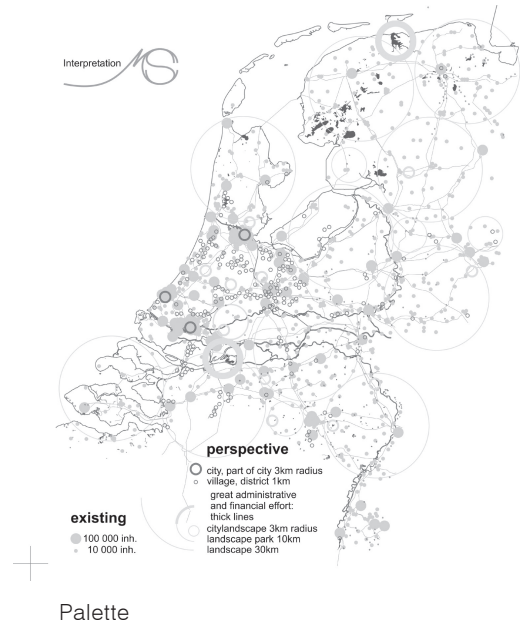 Interpretation MS
perspective
city, part of city 3km radius
village, district 1km
great administrative
and financial effort:
thick lines
citylandscape 3km radius
landscape park 10km
landscape 30km
existing
100 000 inh.
10 000 inh.
Palette